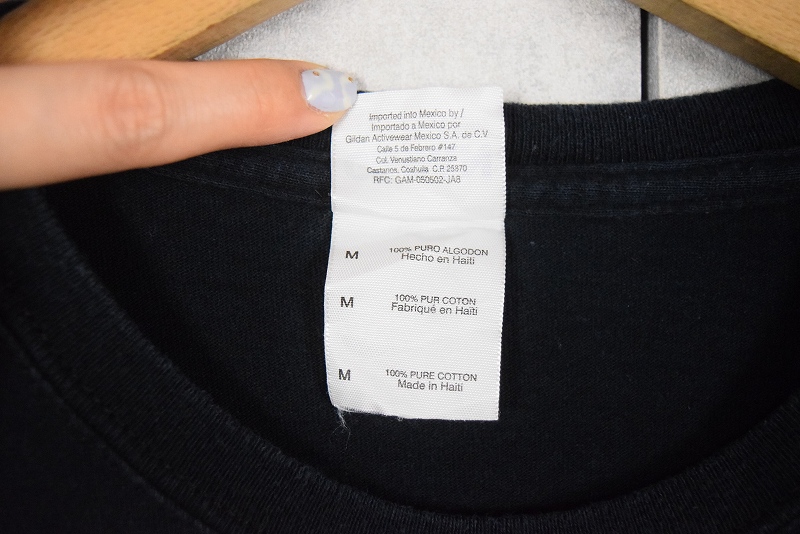 Imported into Mexico by/
Importado a Mexico por
Gildan Activewear Mexico S.A. de C.V
Calle 5 de Febrero #147
Col. Venustiano Carranza
Castanos, Coahuila. C.P. 25870
RFC: GAM-050502-JA8
M 100% PURO ALGODON
Hecho en Haiti
M 100% PUR COTON
Fabriqué en Haïti
M 100% PURE COTTON
Made in Haiti